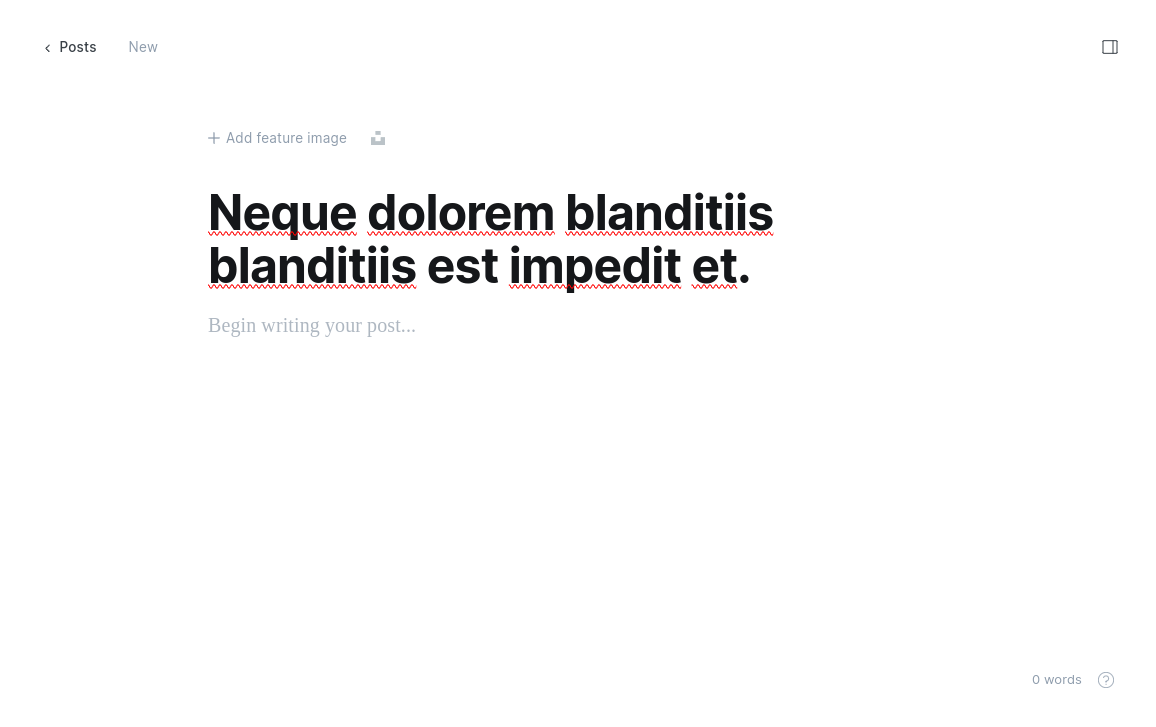 Posts
New
Add feature image
Neque dolorem blanditiis
blanditiis est impedit et.
Begin writing your post...
0 words
?